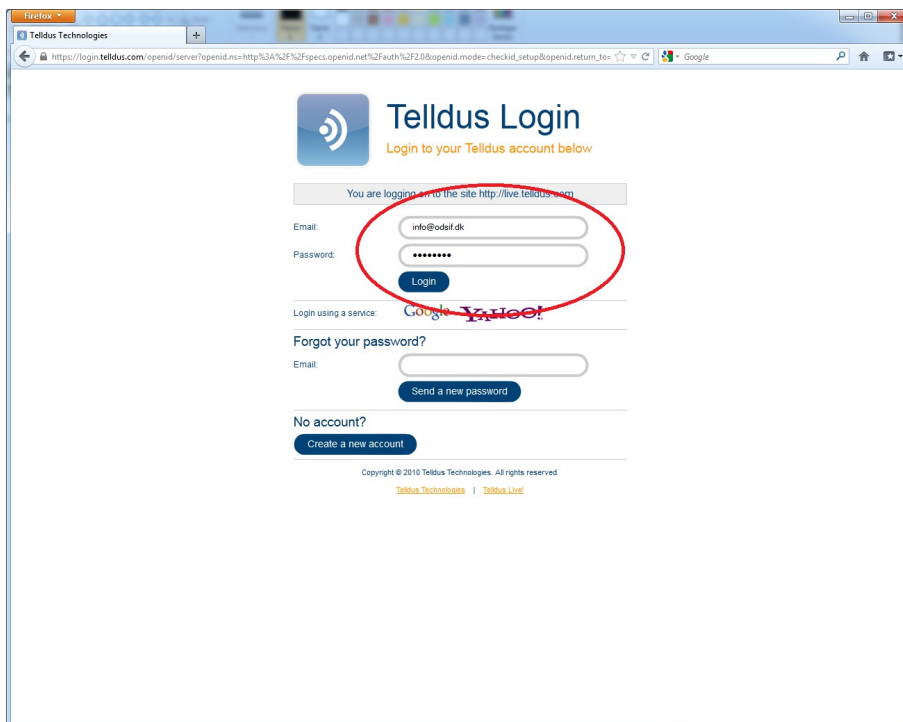 Firefox
Telldus Technologies
https://login.telldus.com/openid/server?openid.ns=http%3A%2F%2Fspecs.openid.net%2Fauth%2F2.0&openid.mode=checkid_setup&openid.return_to=
Google
Telldus Login
Login to your Telldus account below
You are logging on to the site http://live.telldus.com
Email: info@odsif.dk
Password: ••••••••
Login
Login using a service: Google YAHOO!
Forgot your password?
Email:
Send a new password
No account?
Create a new account
Copyright © 2010 Telldus Technologies. All rights reserved.
Telldus Technologies | Telldus Live!